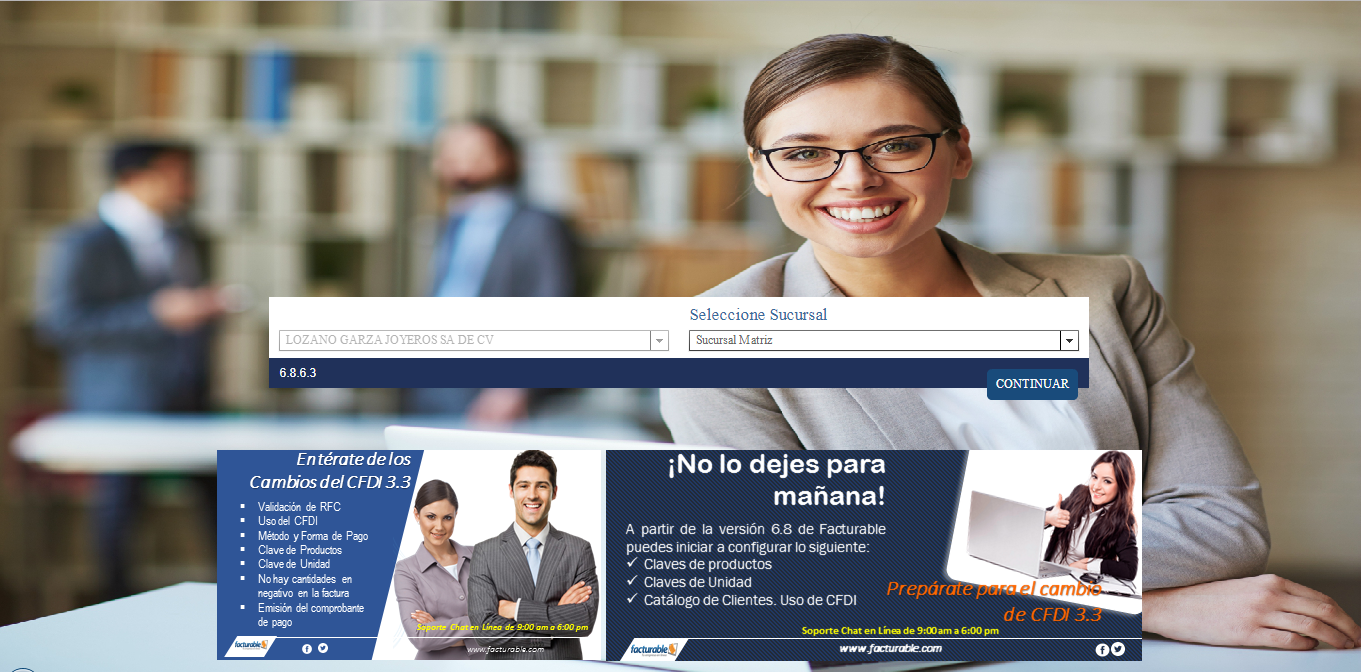 Seleccione Sucursal
LOZANO GARZA JOYEROS SA DE CV
Sucursal Matriz
6.8.6.3
CONTINUAR
Entérate de los
Cambios del CFDI 3.3
Validación de RFC
Uso del CFDI
Método y Forma de Pago
Clave de Productos
Clave de Unidad
No hay cantidades en
negativo en la factura
Emisión del comprobante
de pago
Soporte Chat en Línea de 9:00 am a 6:00 pm
facturable
www.facturable.com
¡No lo dejes para
mañana!
A partir de la versión 6.8 de Facturable
puedes iniciar a configurar lo siguiente:
✓ Claves de productos
✓ Claves de Unidad
✓ Catálogo de Clientes. Uso de CFDI
Prepárate para el cambio
de CFDI 3.3
Soporte Chat en Línea de 9:00 am a 6:00 pm
facturable
www.facturable.com